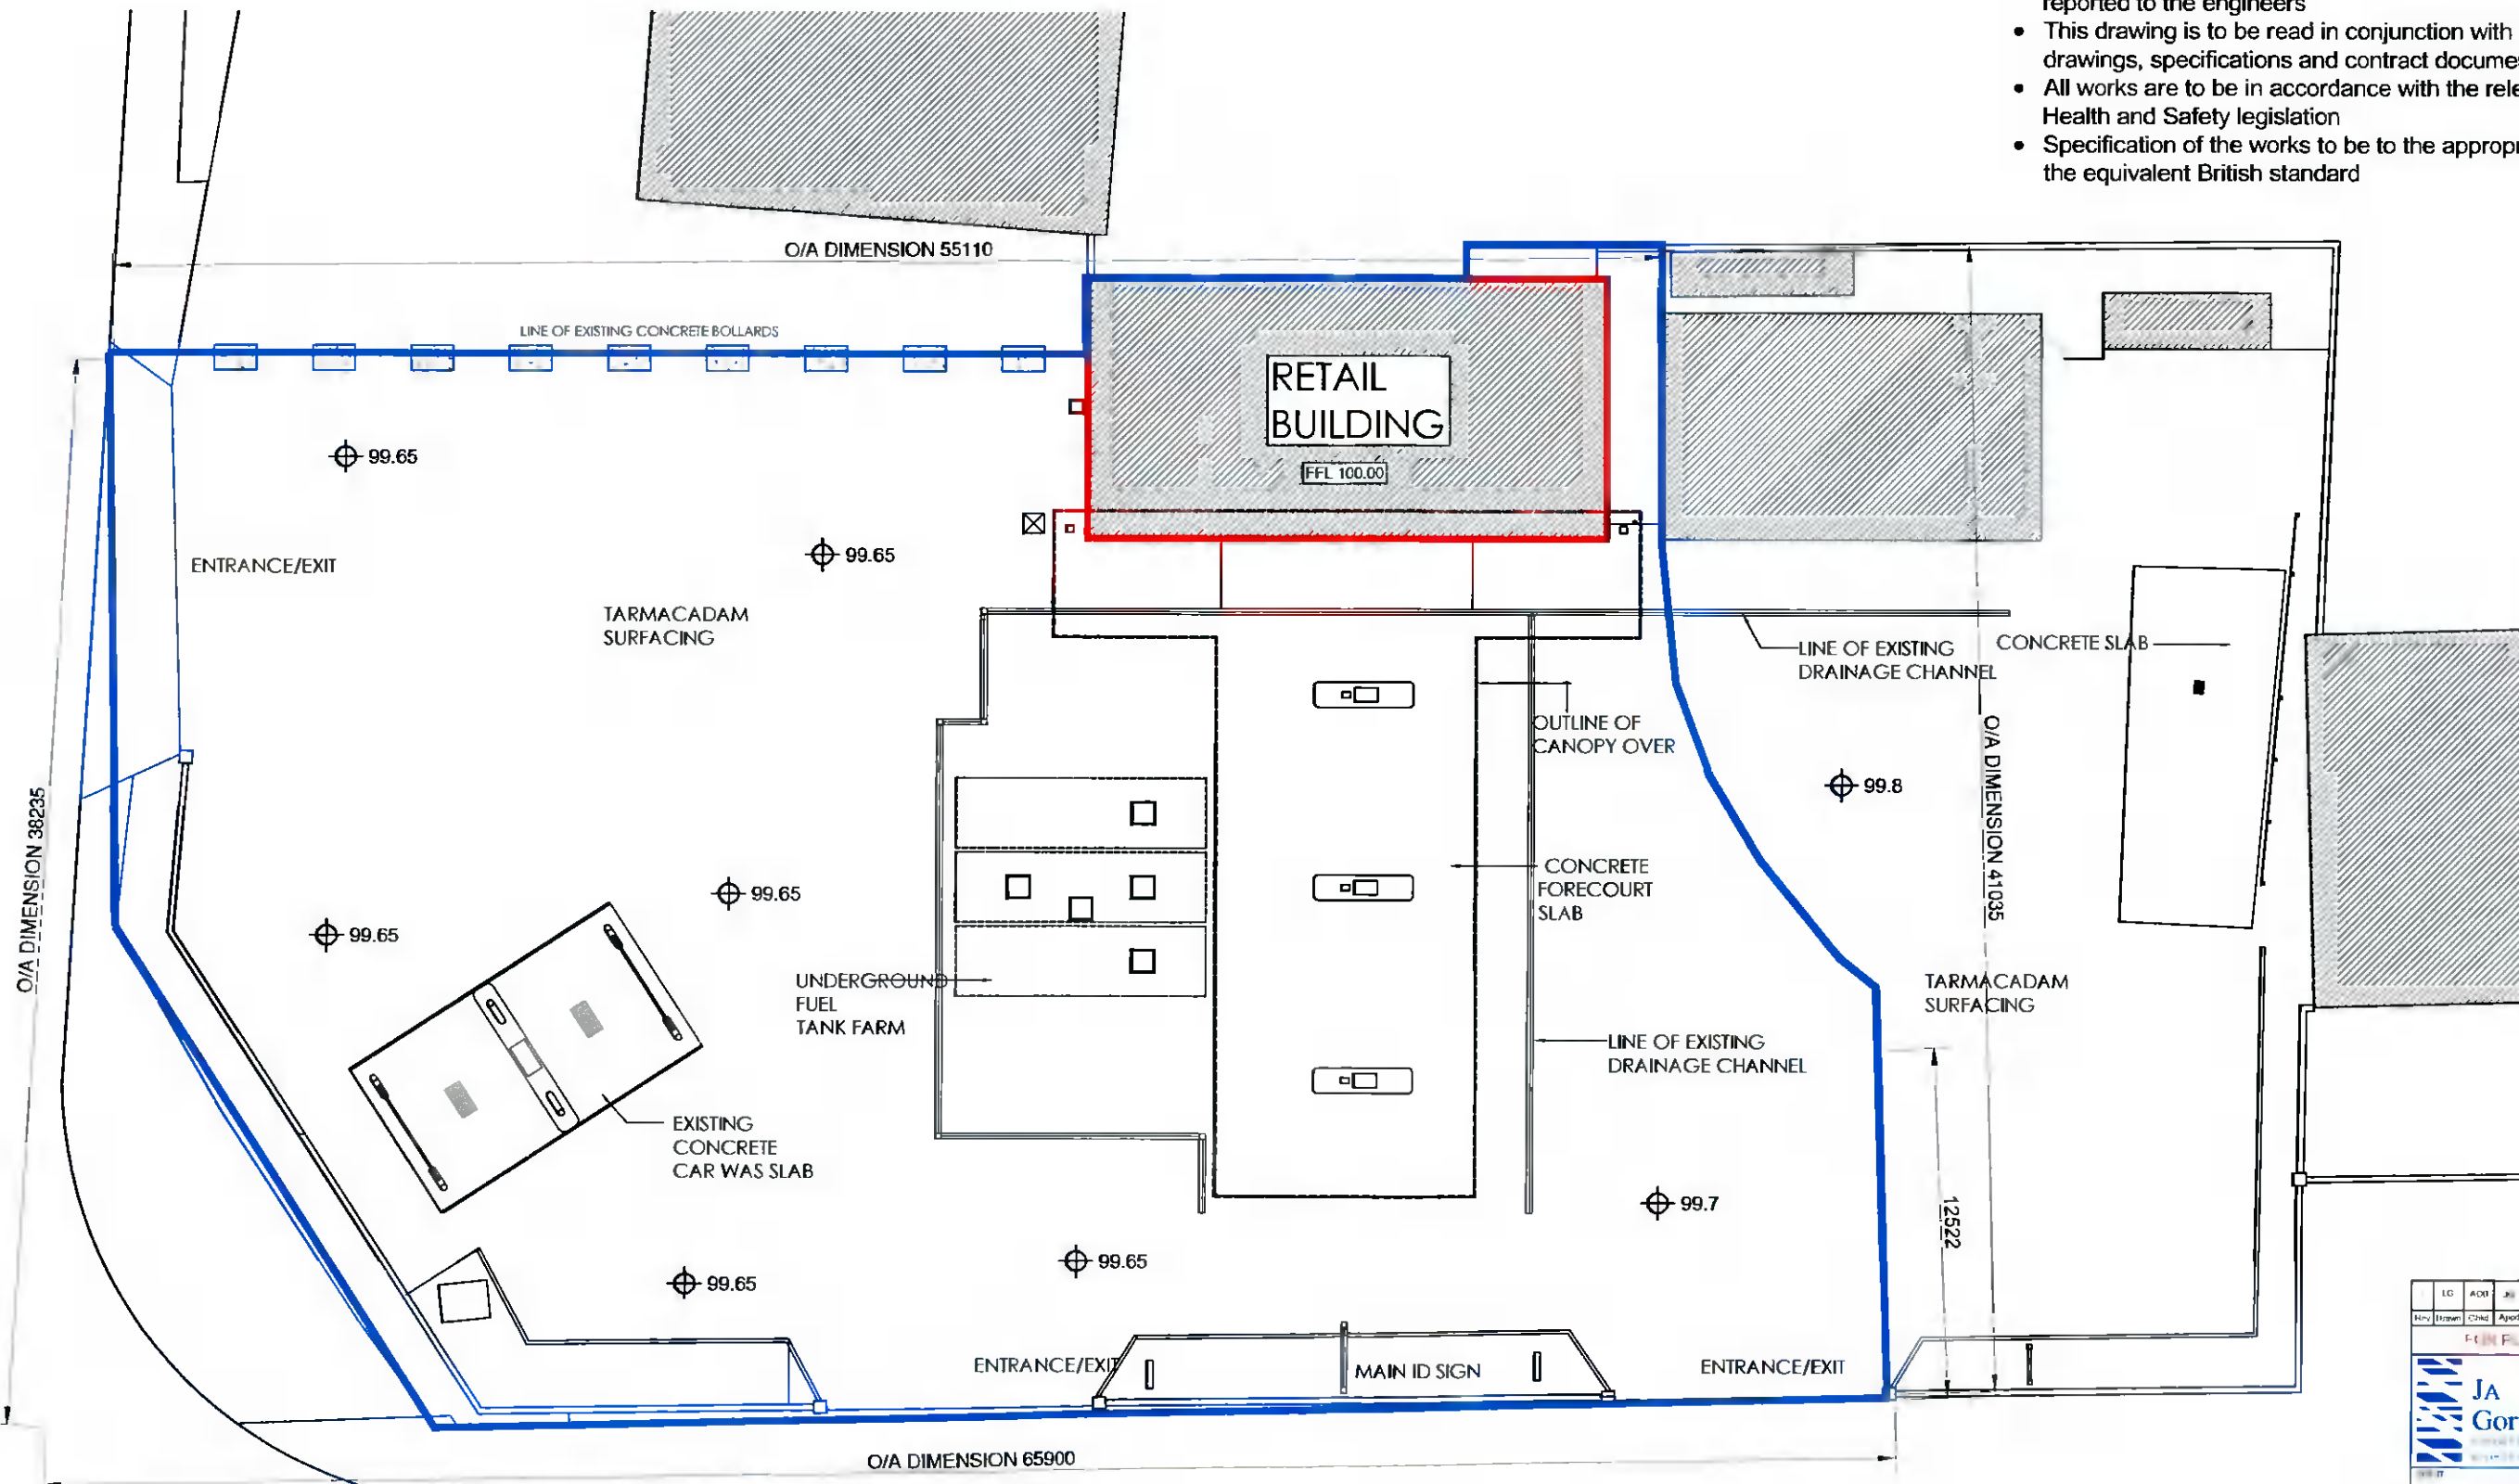 reported to the engineers
• This drawing is to be read in conjunction with
drawings, specifications and contract docume
• All works are to be in accordance with the rele
Health and Safety legislation
• Specification of the works to be to the appropr
the equivalent British standard
O/A DIMENSION 55110
LINE OF EXISTING CONCRETE BOLLARDS
RETAIL
BUILDING
FFL 100.00
99.65
99.65
ENTRANCE/EXIT
TARMACADAM
SURFACING
LINE OF EXISTING
DRAINAGE CHANNEL
CONCRETE SLAB
OUTLINE OF
CANOPY OVER
99.8
O/A DIMENSION 41035
O/A DIMENSION 38235
CONCRETE
FORECOURT
SLAB
99.65
99.65
UNDERGROUND
FUEL
TANK FARM
TARMACADAM
SURFACING
LINE OF EXISTING
DRAINAGE CHANNEL
EXISTING
CONCRETE
CAR WAS SLAB
99.7
12522
99.65
99.65
ENTRANCE/EXIT
MAIN ID SIGN
ENTRANCE/EXIT
O/A DIMENSION 65900
LG
Rev Drawn Chkd
JA
Gor